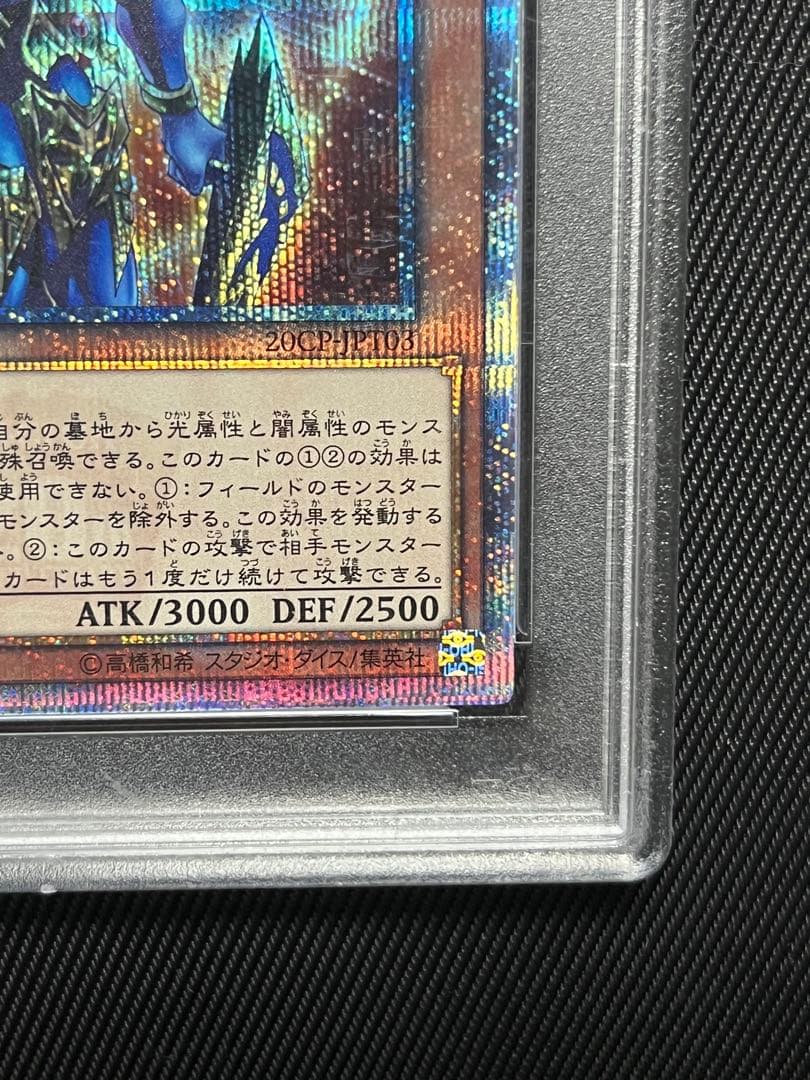 20CP-JPT03
自分の墓地から光属性と闇属性のモンス
殊召喚できる。このカードの①②の効果は
使用できない。①:フィールドのモンスター
モンスターを除外する。この効果を発動する
。②:このカードの攻撃で相手モンスター
カードはもう1度だけ続けて攻撃できる。
ATK/3000 DEF/2500
©高橋和希 スタジオ・ダイス/集英社